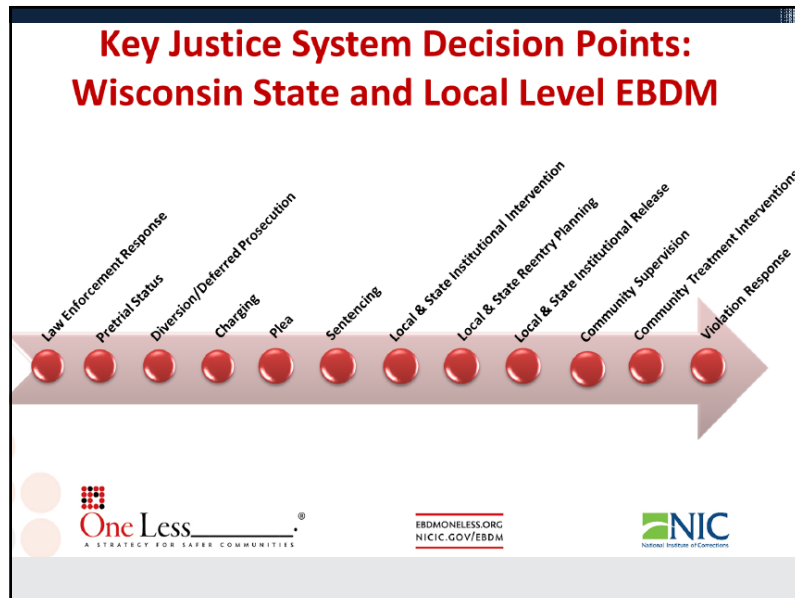 Key Justice System Decision Points:
Wisconsin State and Local Level EBDM
Law Enforcement Response
Pretrial Status
Diversion/Deferred Prosecution
Charging
Plea
Sentencing
Local & State Institutional Intervention
Local & State Reentry Planning
Local & State Institutional Release
Community Supervision
Community Treatment Interventions
Violation Response
One Less__________.®
A STRATEGY FOR SAFER COMMUNITIES
EBDMONELESS.ORG
NICIC.GOV/EBDM
NIC
National Institute of Corrections